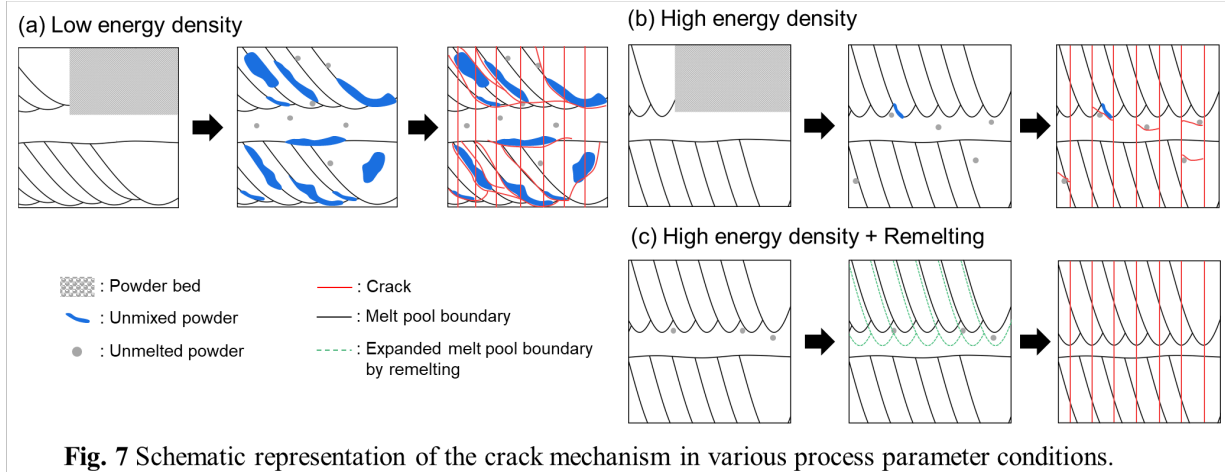 (a) Low energy density
(b) High energy density
(c) High energy density + Remelting
: Powder bed
: Unmixed powder
: Unmelted powder
: Crack
: Melt pool boundary
: Expanded melt pool boundary
by remelting
Fig. 7 Schematic representation of the crack mechanism in various process parameter conditions.